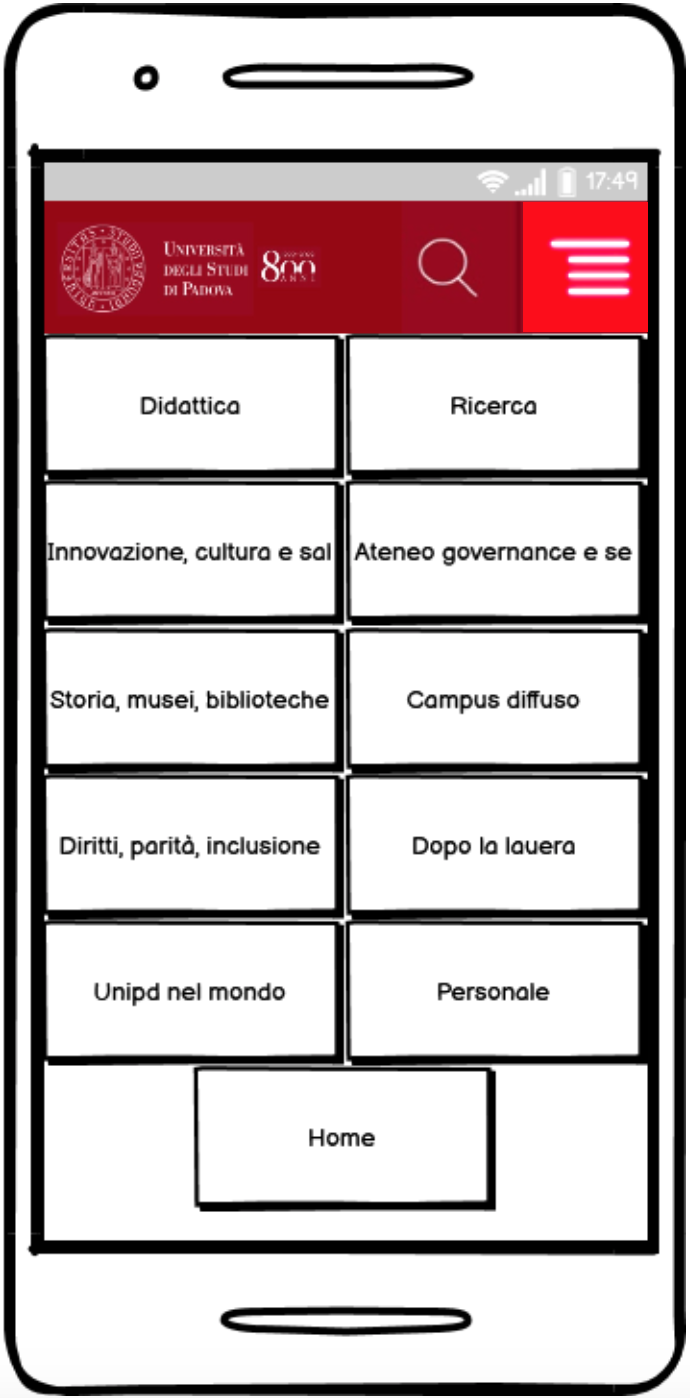 17:49
UNIVERSITÀ
DEGLI STUDI
DI PADOVA
800
ANNI
Didattica
Ricerca
Innovazione, cultura e sal
Ateneo governance e se
Storia, musei, biblioteche
Campus diffuso
Diritti, parità, inclusione
Dopo la lauera
Unipd nel mondo
Personale
Home